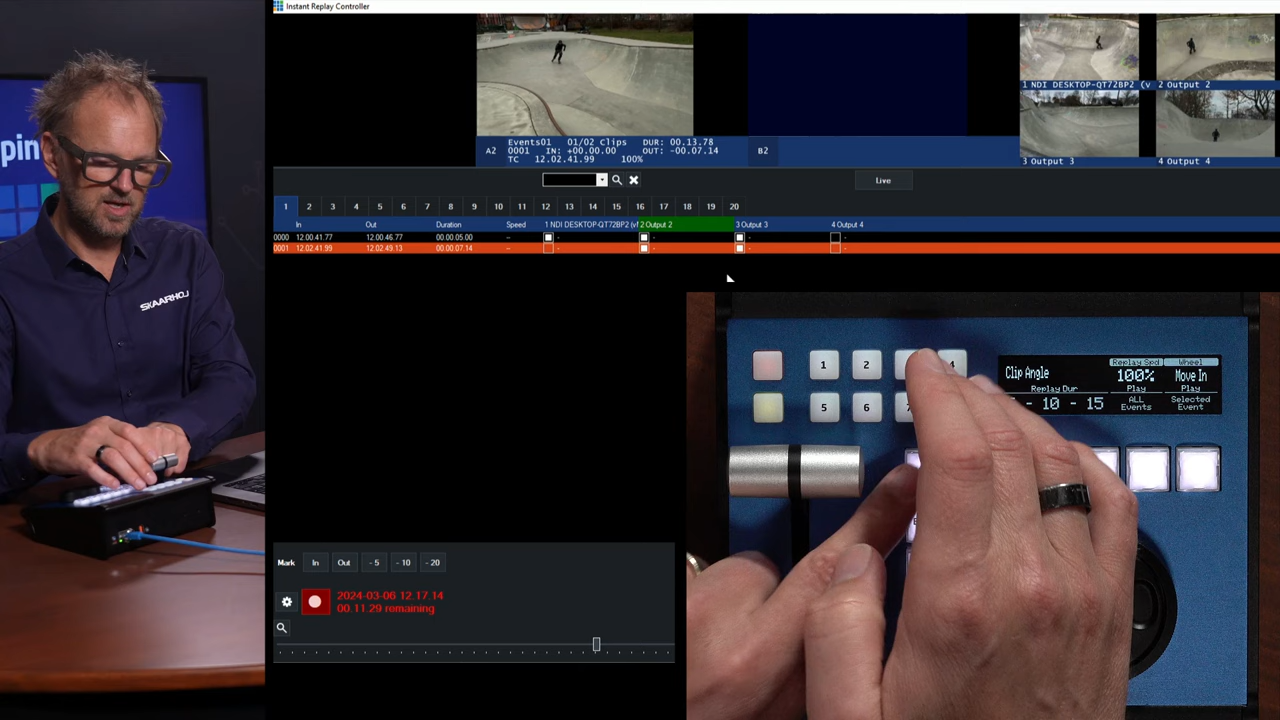 Instant Replay Controller
pin
SKAARHOJ
A2
Events01 01/02 Clips DUR: 00.13.78
0001 IN: +00.00.00 OUT: -00.07.14
TC 12.02.41.99 100%
B2
1 NDI DESKTOP-QT72BP2 (v 2 Output 2
3 Output 3 4 Output 4
Live
1 2 3 4 5 6 7 8 9 10 11 12 13 14 15 16 17 18 19 20
In Out Duration Speed 1 NDI DESKTOP-QT72BP2 (vI 2 Output 2 3 Output 3 4 Output 4
0000 12.00.41.77 12.00.46.77 00.00.05.00 -- - - - -
0001 12.02.41.99 12.02.49.13 00.00.07.14 -- - - - -
1 2 4
5 6 7
Clip Angle
Replay Spd Wheel
100% Move In
Replay Dur Play Play
- 10 - 15 ALL Selected
Events Event
Mark In Out - 5 - 10 - 20
2024-03-06 12.17.14
00.11.29 remaining